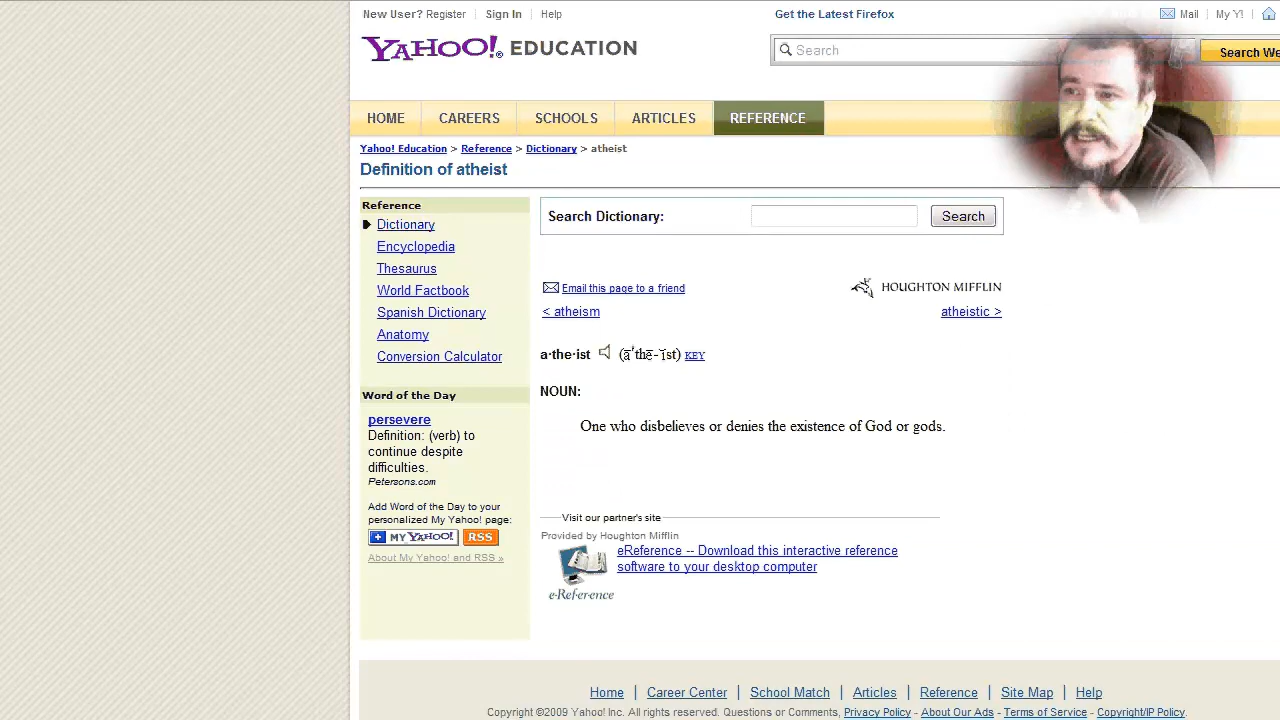 New User? Register | Sign In | Help
Get the Latest Firefox
Mail | My Y!
YAHOO!® EDUCATION
Search
Search We
HOME CAREERS SCHOOLS ARTICLES REFERENCE
Yahoo! Education > Reference > Dictionary > atheist
Definition of atheist
Reference
Dictionary
Encyclopedia
Thesaurus
World Factbook
Spanish Dictionary
Anatomy
Conversion Calculator
Word of the Day
persevere
Definition: (verb) to
continue despite
difficulties.
Petersons.com
Add Word of the Day to your
personalized My Yahoo! page:
+ MY YAHOO! RSS
About My Yahoo! and RSS »
Search Dictionary: Search
Email this page to a friend
HOUGHTON MIFFLIN
< atheism
atheistic >
a·the·ist (ā′thē-ĭst) KEY
NOUN:
One who disbelieves or denies the existence of God or gods.
Visit our partner's site
Provided by Houghton Mifflin
eReference -- Download this interactive reference
software to your desktop computer
e·Ref·er·ence
Home | Career Center | School Match | Articles | Reference | Site Map | Help
Copyright ©2009 Yahoo! Inc. All rights reserved. Questions or Comments, Privacy Policy - About Our Ads - Terms of Service - Copyright/IP Policy.